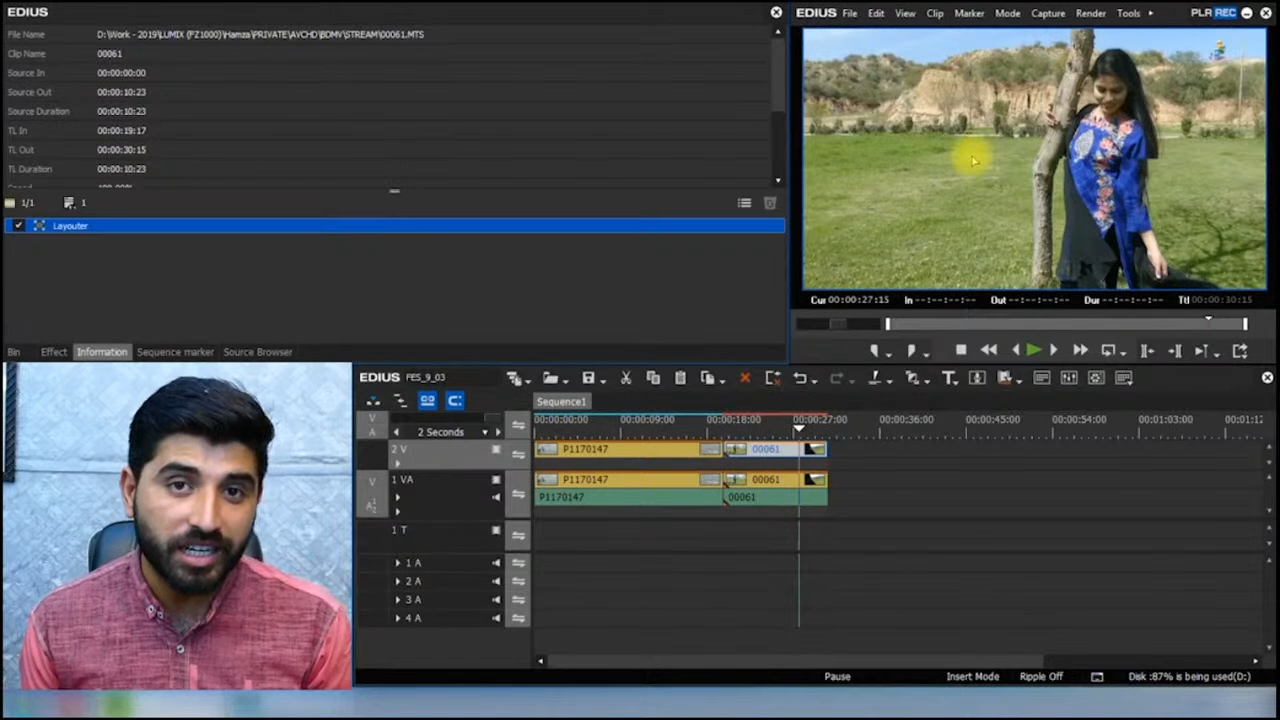 EDIUS
File Name D:\Work - 2019\LUMIX (FZ1000)\Hamza\PRIVATE\AVCHD\BDMV\STREAM\00061.MTS
Clip Name 00061
Source In 00:00:00:00
Source Out 00:00:10:23
Source Duration 00:00:10:23
TL In 00:00:19:17
TL Out 00:00:30:15
TL Duration 00:00:10:23
1/1 1
Layouter
Bin Effect Information Sequence marker Source Browser
EDIUS File Edit View Clip Marker Mode Capture Render Tools PLR REC
Cur 00:00:27:15 In --:--:--:-- Out --:--:--:-- Dur --:--:--:-- Ttl 00:00:30:15
EDIUS FES_9_03
Sequence1
V
A
2 Seconds
00:00:00:00 00:00:09:00 00:00:18:00 00:00:27:00 00:00:36:00 00:00:45:00 00:00:54:00 00:01:03:00 00:01:12
2 V P1170147 00061
V 1 VA P1170147 00061
A12 P1170147 00061
1 T
1 A
2 A
3 A
4 A
Pause Insert Mode Ripple Off Disk :87% is being used(D:)